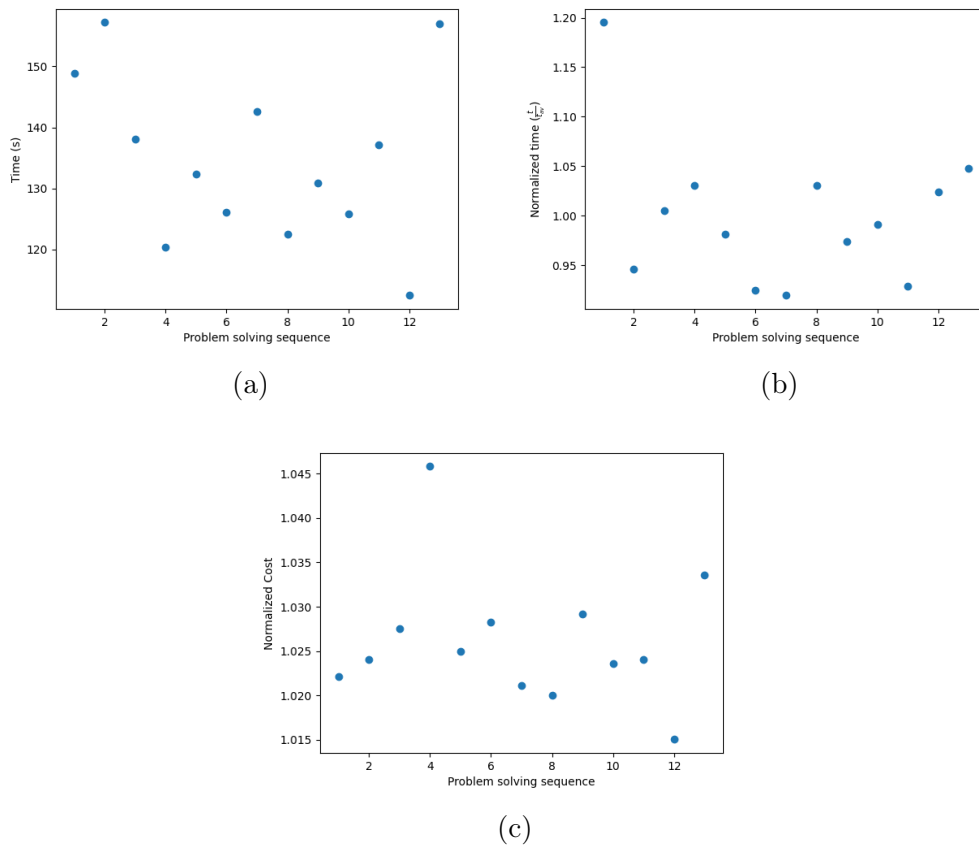 150
140
130
120
Time (s)
2 4 6 8 10 12
Problem solving sequence
(a)
1.20
1.15
1.10
1.05
1.00
0.95
Normalized time (t/t_av)
2 4 6 8 10 12
Problem solving sequence
(b)
1.045
1.040
1.035
1.030
1.025
1.020
1.015
Normalized Cost
2 4 6 8 10 12
Problem solving sequence
(c)